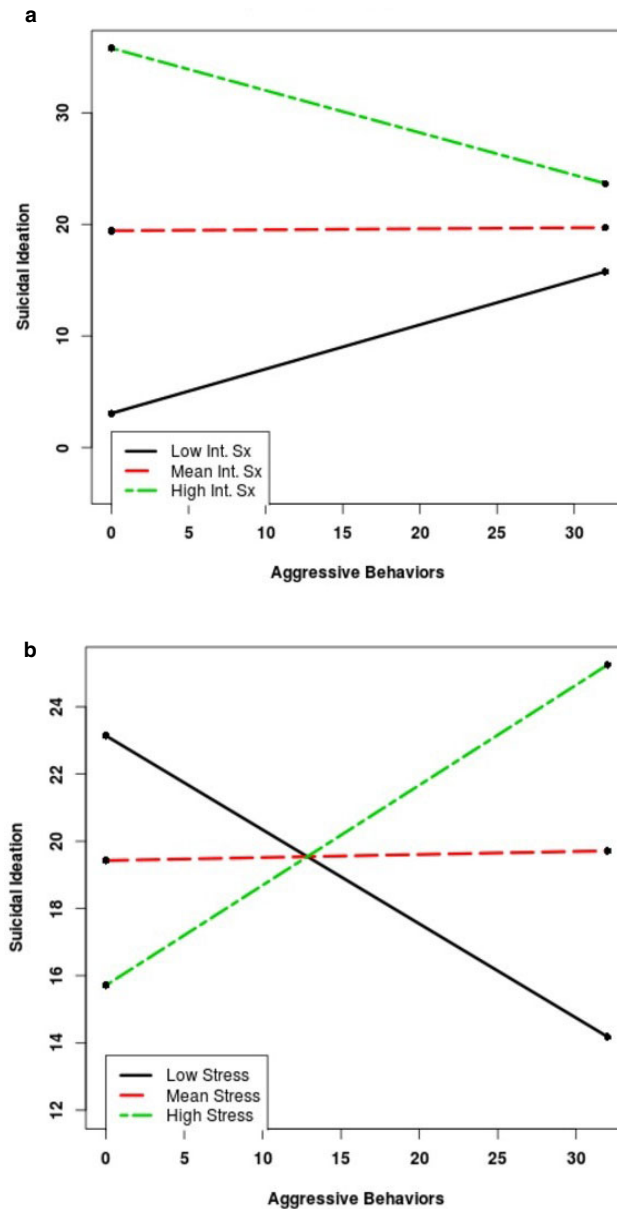 a
30
20
10
0
Suicidal Ideation
Low Int. Sx
Mean Int. Sx
High Int. Sx
0 5 10 15 20 25 30
Aggressive Behaviors
b
24
22
20
18
16
14
12
Suicidal Ideation
Low Stress
Mean Stress
High Stress
0 5 10 15 20 25 30
Aggressive Behaviors